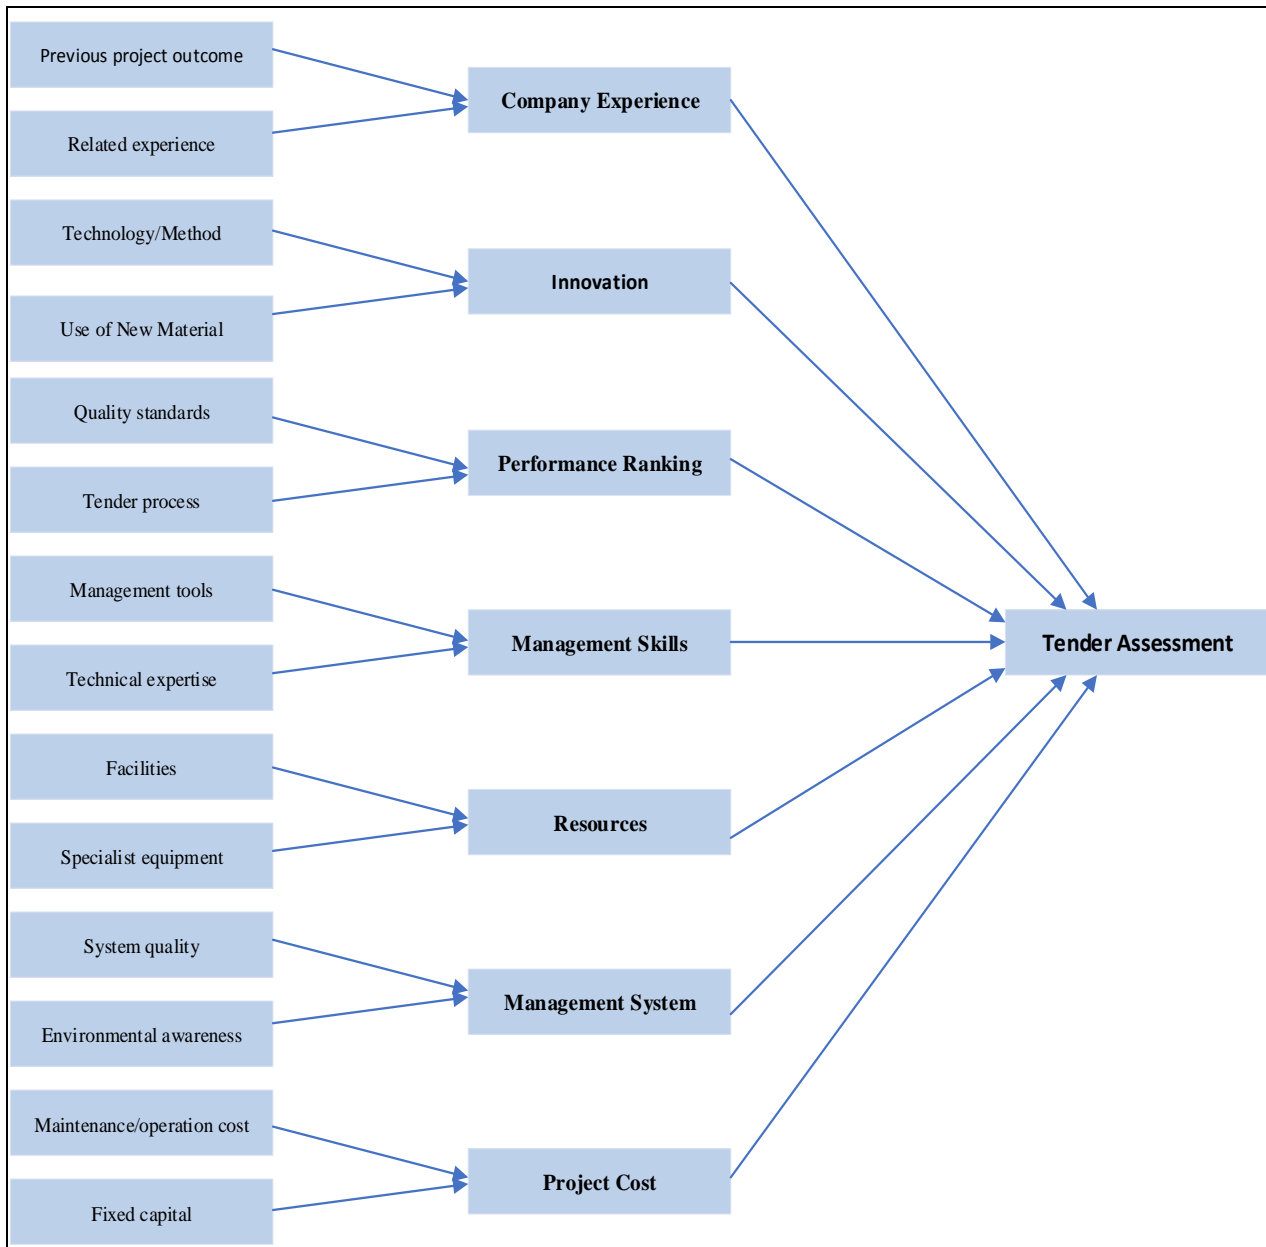 Previous project outcome
Related experience
Technology/Method
Use of New Material
Quality standards
Tender process
Management tools
Technical expertise
Facilities
Specialist equipment
System quality
Environmental awareness
Maintenance/operation cost
Fixed capital
Company Experience
Innovation
Performance Ranking
Management Skills
Resources
Management System
Project Cost
Tender Assessment